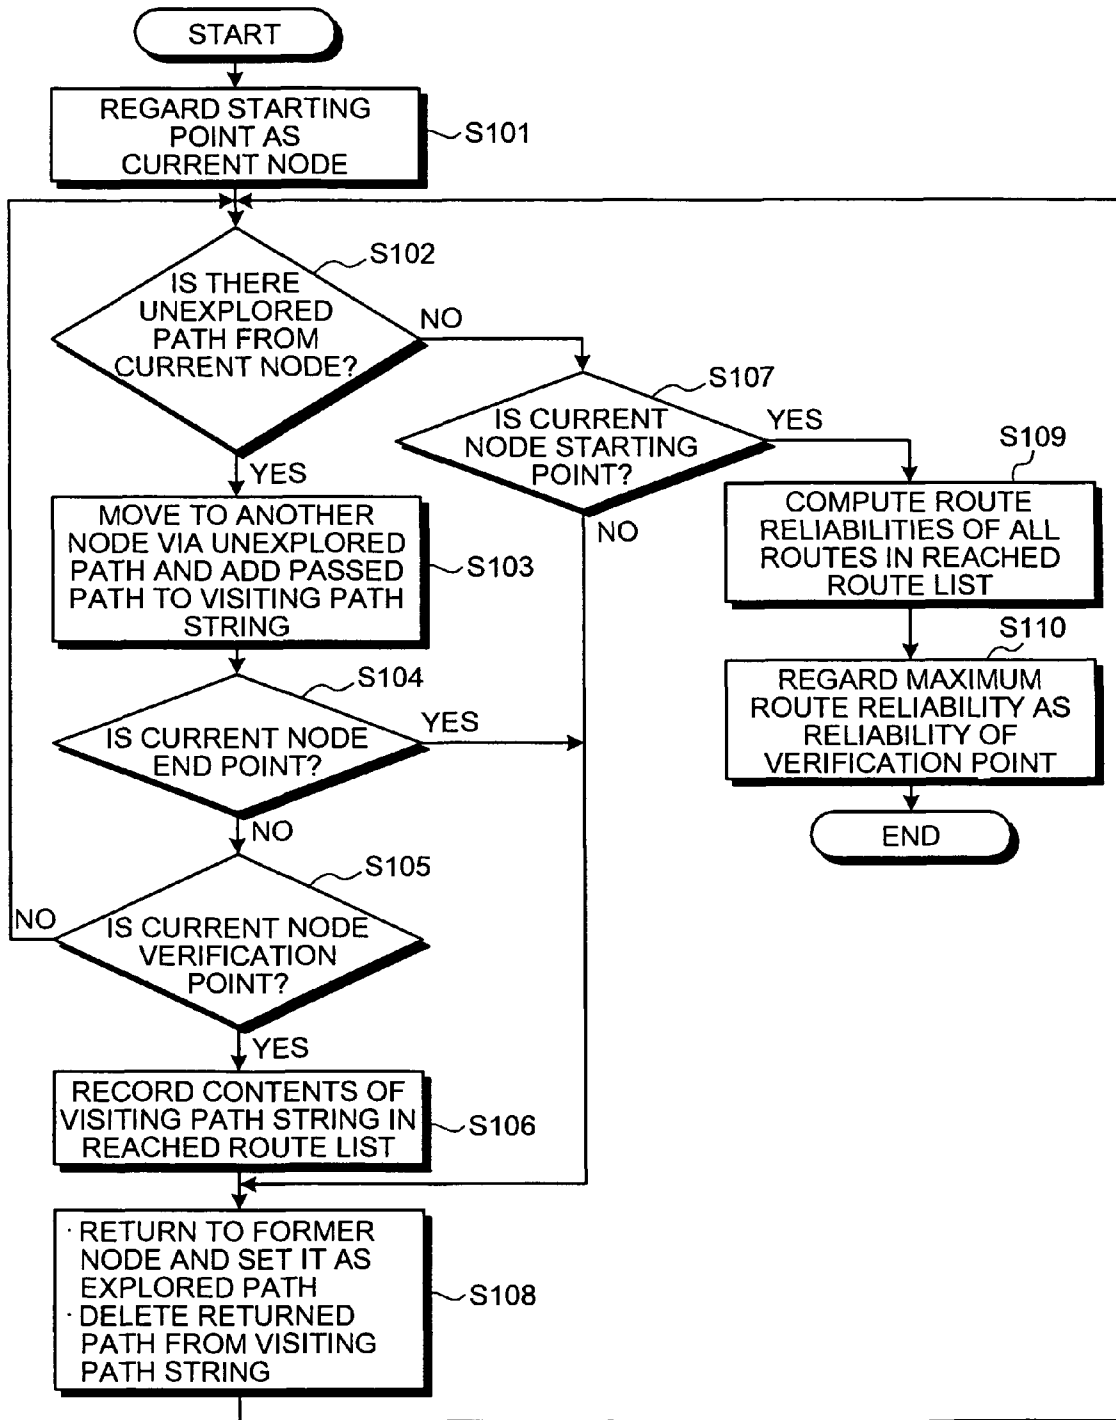 START
REGARD STARTING
POINT AS
CURRENT NODE
S101
S102
IS THERE
UNEXPLORED
PATH FROM
CURRENT NODE?
NO
YES
S107
IS CURRENT
NODE STARTING
POINT?
YES
NO
S109
COMPUTE ROUTE
RELIABILITIES OF ALL
ROUTES IN REACHED
ROUTE LIST
MOVE TO ANOTHER
NODE VIA UNEXPLORED
PATH AND ADD PASSED
PATH TO VISITING PATH
STRING
S103
S110
REGARD MAXIMUM
ROUTE RELIABILITY AS
RELIABILITY OF
VERIFICATION POINT
END
S104
IS CURRENT NODE
END POINT?
YES
NO
S105
IS CURRENT NODE
VERIFICATION
POINT?
NO
YES
RECORD CONTENTS OF
VISITING PATH STRING IN
REACHED ROUTE LIST
S106
· RETURN TO FORMER
NODE AND SET IT AS
EXPLORED PATH
· DELETE RETURNED
PATH FROM VISITING
PATH STRING
S108